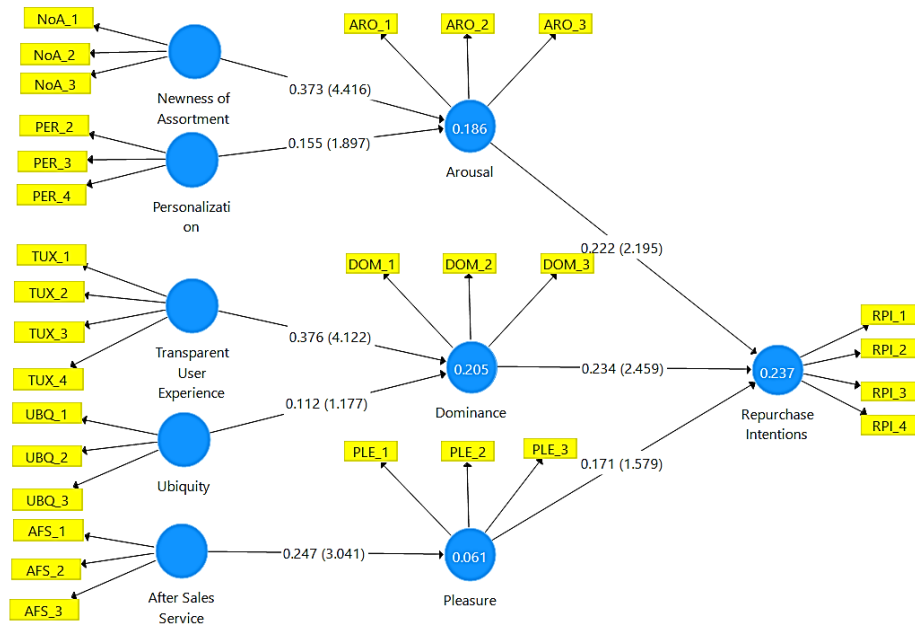 NoA_1
NoA_2
NoA_3
Newness of
Assortment
PER_2
PER_3
PER_4
Personalizati
on
TUX_1
TUX_2
TUX_3
TUX_4
Transparent
User
Experience
UBQ_1
UBQ_2
UBQ_3
Ubiquity
AFS_1
AFS_2
AFS_3
After Sales
Service
0.373 (4.416)
0.155 (1.897)
0.376 (4.122)
0.112 (1.177)
0.247 (3.041)
ARO_1
ARO_2
ARO_3
0.186
Arousal
DOM_1
DOM_2
DOM_3
0.205
Dominance
PLE_1
PLE_2
PLE_3
0.061
Pleasure
0.222 (2.195)
0.234 (2.459)
0.171 (1.579)
0.237
Repurchase
Intentions
RPI_1
RPI_2
RPI_3
RPI_4